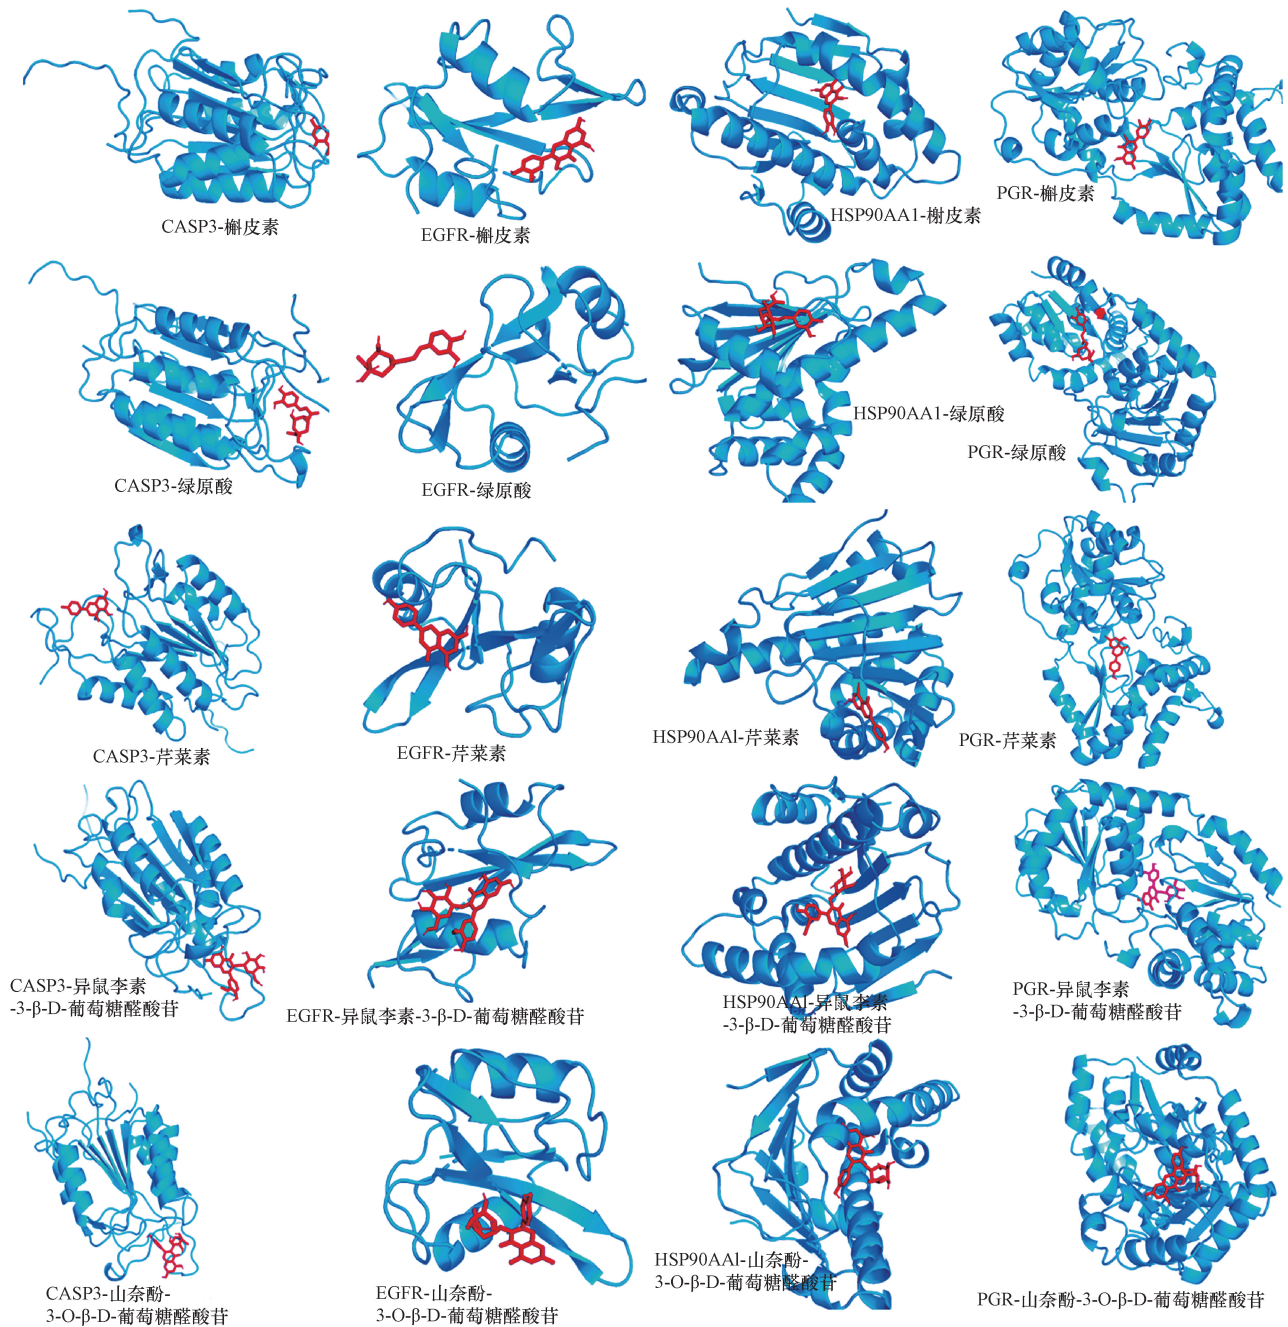 CASP3-槲皮素
EGFR-槲皮素
HSP90AA1-槲皮素
PGR-槲皮素
CASP3-绿原酸
EGFR-绿原酸
HSP90AA1-绿原酸
PGR-绿原酸
CASP3-芹菜素
EGFR-芹菜素
HSP90AAl-芹菜素
PGR-芹菜素
CASP3-异鼠李素
-3-β-D-葡萄糖醛酸苷
EGFR-异鼠李素-3-β-D-葡萄糖醛酸苷
HSP90AAl-异鼠李素
-3-β-D-葡萄糖醛酸苷
PGR-异鼠李素
-3-β-D-葡萄糖醛酸苷
CASP3-山奈酚-
3-O-β-D-葡萄糖醛酸苷
EGFR-山奈酚-
3-O-β-D-葡萄糖醛酸苷
HSP90AAl-山奈酚-
3-O-β-D-葡萄糖醛酸苷
PGR-山奈酚-3-O-β-D-葡萄糖醛酸苷